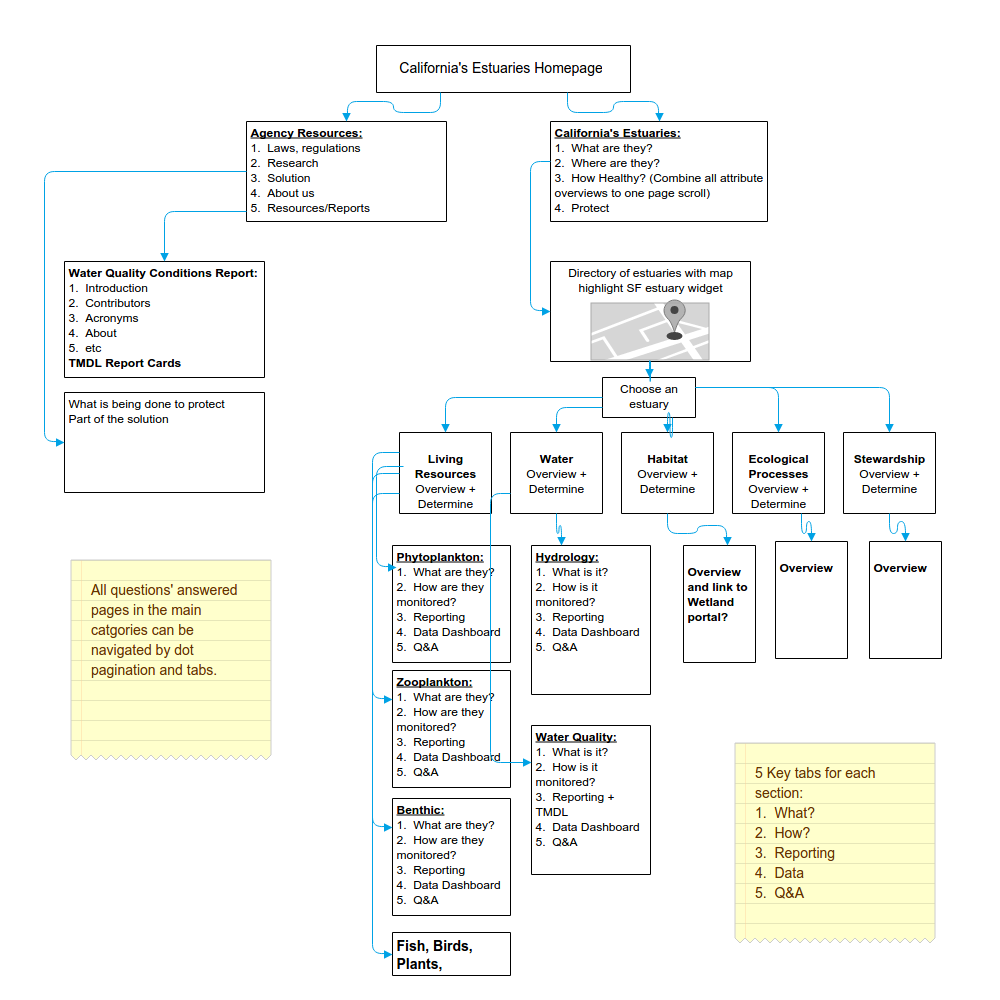 California's Estuaries Homepage
Agency Resources:
1. Laws, regulations
2. Research
3. Solution
4. About us
5. Resources/Reports
California's Estuaries:
1. What are they?
2. Where are they?
3. How Healthy? (Combine all attribute
overviews to one page scroll)
4. Protect
Water Quality Conditions Report:
1. Introduction
2. Contributors
3. Acronyms
4. About
5. etc
TMDL Report Cards
Directory of estuaries with map
highlight SF estuary widget
What is being done to protect
Part of the solution
Choose an
estuary
Living
Resources
Overview +
Determine
Water
Overview +
Determine
Habitat
Overview +
Determine
Ecological
Processes
Overview +
Determine
Stewardship
Overview +
Determine
Phytoplankton:
1. What are they?
2. How are they
monitored?
3. Reporting
4. Data Dashboard
5. Q&A
Hydrology:
1. What is it?
2. How is it
monitored?
3. Reporting
4. Data Dashboard
5. Q&A
Overview
and link to
Wetland
portal?
Overview
Overview
All questions' answered
pages in the main
catgories can be
navigated by dot
pagination and tabs.
Zooplankton:
1. What are they?
2. How are they
monitored?
3. Reporting
4. Data Dashboard
5. Q&A
Water Quality:
1. What is it?
2. How is it
monitored?
3. Reporting +
TMDL
4. Data Dashboard
5. Q&A
5 Key tabs for each
section:
1. What?
2. How?
3. Reporting
4. Data
5. Q&A
Benthic:
1. What are they?
2. How are they
monitored?
3. Reporting
4. Data Dashboard
5. Q&A
Fish, Birds,
Plants,